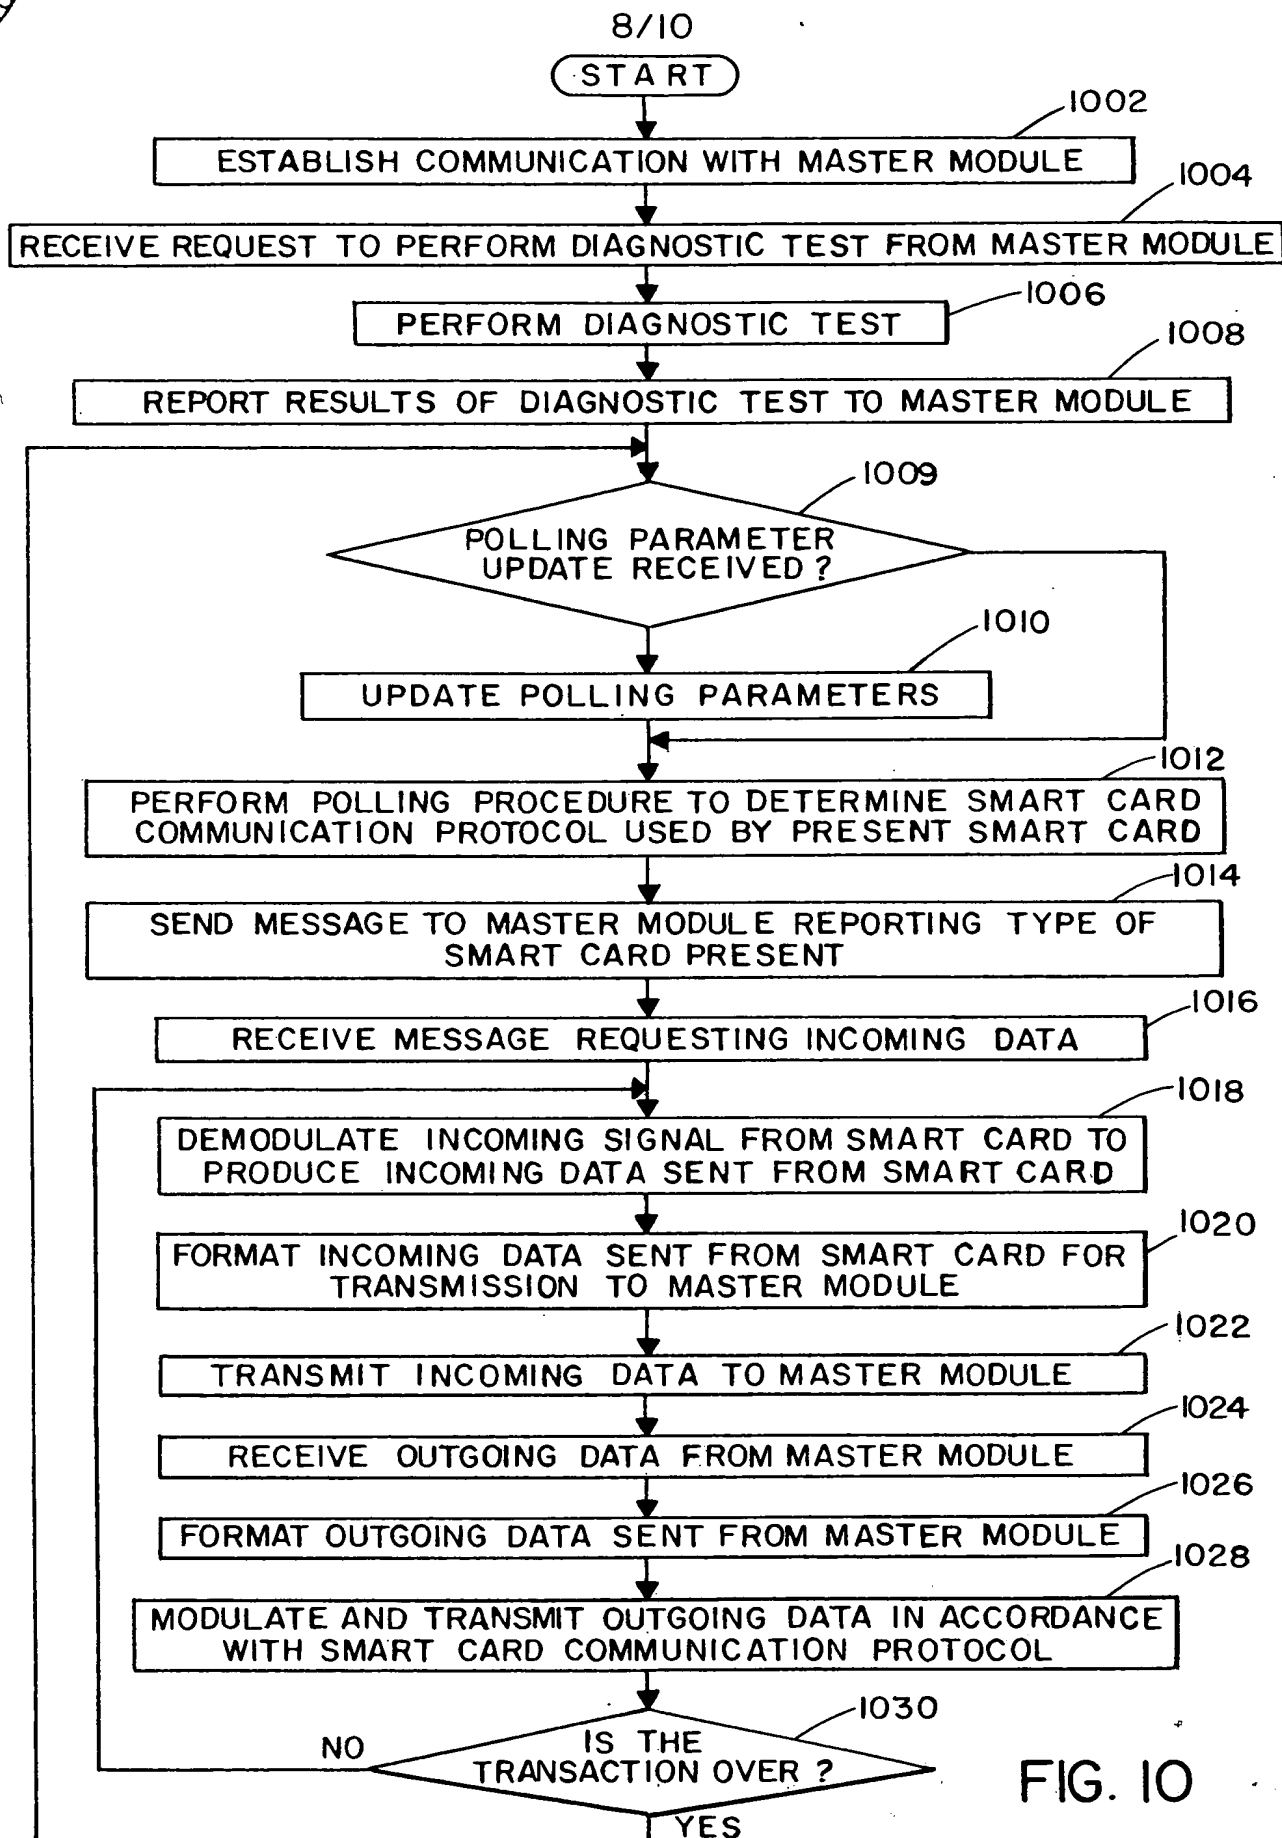 8/10
START
1002
ESTABLISH COMMUNICATION WITH MASTER MODULE
1004
RECEIVE REQUEST TO PERFORM DIAGNOSTIC TEST FROM MASTER MODULE
1006
PERFORM DIAGNOSTIC TEST
1008
REPORT RESULTS OF DIAGNOSTIC TEST TO MASTER MODULE
1009
POLLING PARAMETER
UPDATE RECEIVED?
1010
UPDATE POLLING PARAMETERS
1012
PERFORM POLLING PROCEDURE TO DETERMINE SMART CARD
COMMUNICATION PROTOCOL USED BY PRESENT SMART CARD
1014
SEND MESSAGE TO MASTER MODULE REPORTING TYPE OF
SMART CARD PRESENT
1016
RECEIVE MESSAGE REQUESTING INCOMING DATA
1018
DEMODULATE INCOMING SIGNAL FROM SMART CARD TO
PRODUCE INCOMING DATA SENT FROM SMART CARD
1020
FORMAT INCOMING DATA SENT FROM SMART CARD FOR
TRANSMISSION TO MASTER MODULE
1022
TRANSMIT INCOMING DATA TO MASTER MODULE
1024
RECEIVE OUTGOING DATA FROM MASTER MODULE
1026
FORMAT OUTGOING DATA SENT FROM MASTER MODULE
1028
MODULATE AND TRANSMIT OUTGOING DATA IN ACCORDANCE
WITH SMART CARD COMMUNICATION PROTOCOL
1030
IS THE
TRANSACTION OVER?
NO
YES
FIG. 10